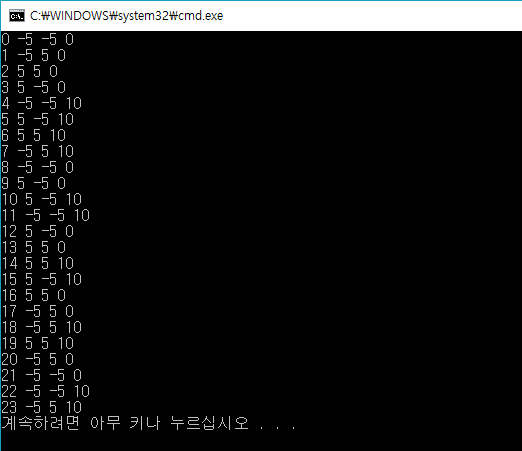 C:\WINDOWS\system32\cmd.exe
0 -5 -5 0
1 -5 5 0
2 5 5 0
3 5 -5 0
4 -5 -5 10
5 5 -5 10
6 5 5 10
7 -5 5 10
8 -5 -5 0
9 5 -5 0
10 5 -5 10
11 -5 -5 10
12 5 -5 0
13 5 5 0
14 5 5 10
15 5 -5 10
16 5 5 0
17 -5 5 0
18 -5 5 10
19 5 5 10
20 -5 5 0
21 -5 -5 0
22 -5 -5 10
23 -5 5 10
계속하려면 아무 키나 누르십시오 . . .